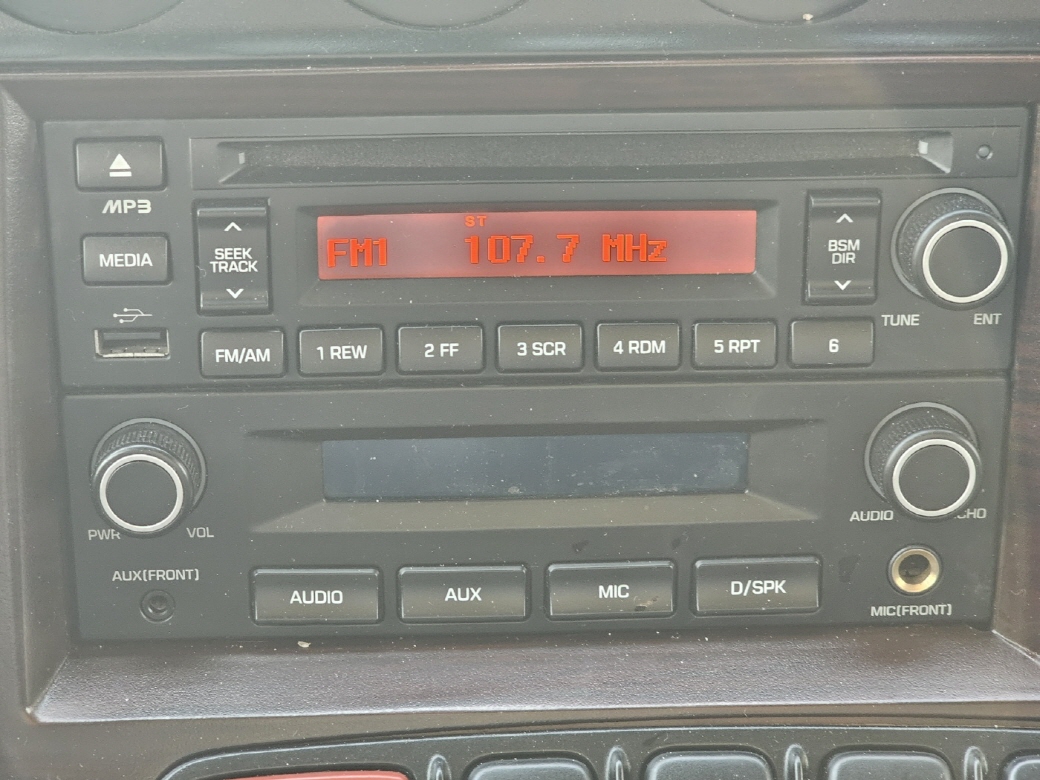 MP3
MEDIA
SEEK
TRACK
ST
FM1 107.7 MHz
BSM
DIR
TUNE ENT
FM/AM 1 REW 2 FF 3 SCR 4 RDM 5 RPT 6
PWR VOL
AUDIO
AUX(FRONT)
AUDIO AUX MIC D/SPK
MIC(FRONT)